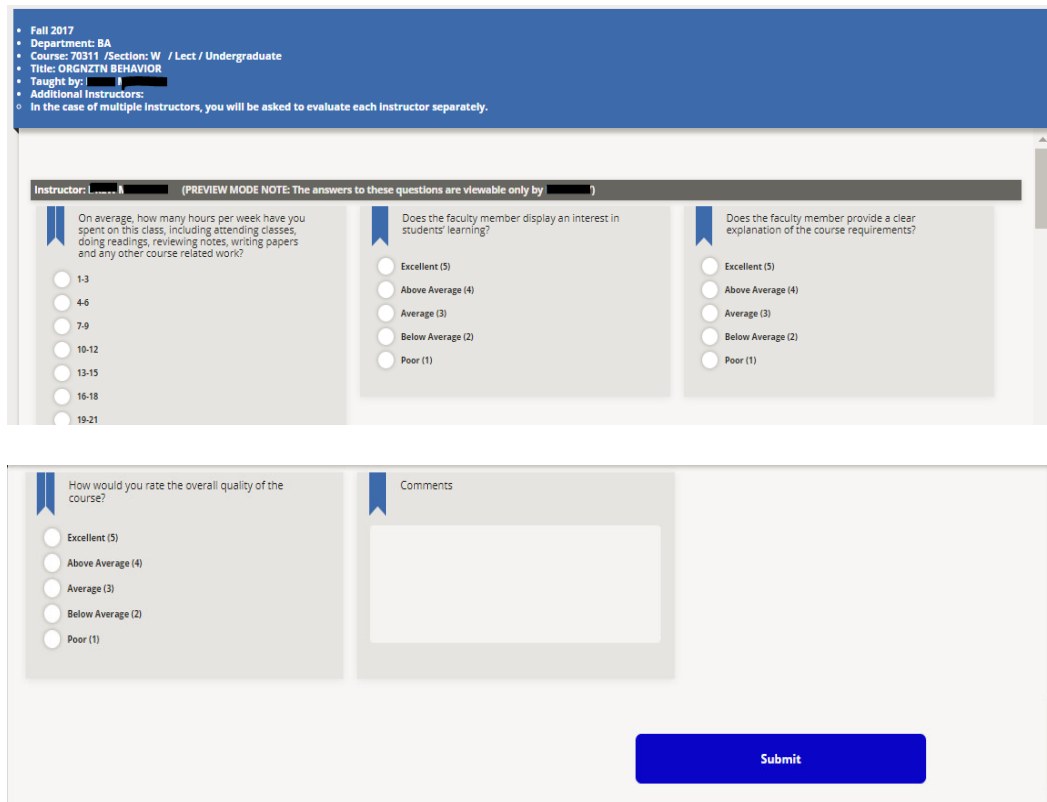 Fall 2017
Department: BA
Course: 70311 /Section: W / Lect / Undergraduate
Title: ORGNZTN BEHAVIOR
Taught by:
Additional Instructors:
In the case of multiple instructors, you will be asked to evaluate each instructor separately.
Instructor: (PREVIEW MODE NOTE: The answers to these questions are viewable only by )
On average, how many hours per week have you
spent on this class, including attending classes,
doing readings, reviewing notes, writing papers
and any other course related work?
1-3
4-6
7-9
10-12
13-15
16-18
19-21
Does the faculty member display an interest in
students' learning?
Excellent (5)
Above Average (4)
Average (3)
Below Average (2)
Poor (1)
Does the faculty member provide a clear
explanation of the course requirements?
Excellent (5)
Above Average (4)
Average (3)
Below Average (2)
Poor (1)
How would you rate the overall quality of the
course?
Excellent (5)
Above Average (4)
Average (3)
Below Average (2)
Poor (1)
Comments
Submit